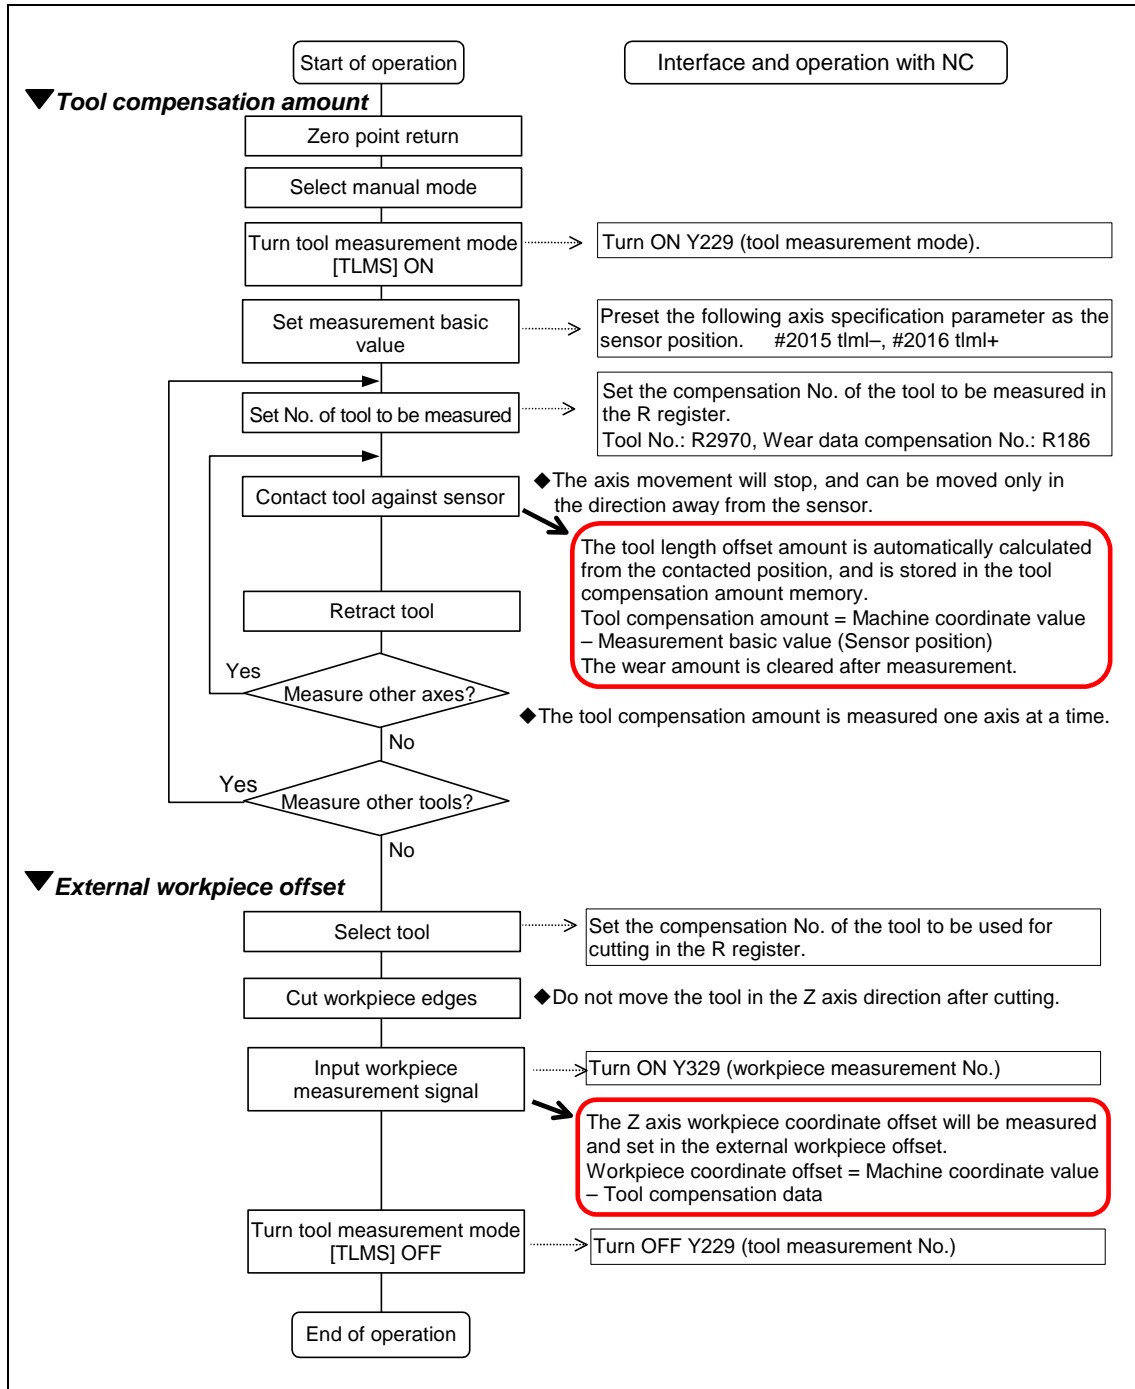 Start of operation
Interface and operation with NC
▼Tool compensation amount
Zero point return
Select manual mode
Turn tool measurement mode
[TLMS] ON
Turn ON Y229 (tool measurement mode).
Set measurement basic
value
Preset the following axis specification parameter as the
sensor position. #2015 tlml–, #2016 tlml+
Set No. of tool to be measured
Set the compensation No. of the tool to be measured in
the R register.
Tool No.: R2970, Wear data compensation No.: R186
Contact tool against sensor
◆The axis movement will stop, and can be moved only in
the direction away from the sensor.
The tool length offset amount is automatically calculated
from the contacted position, and is stored in the tool
compensation amount memory.
Tool compensation amount = Machine coordinate value
– Measurement basic value (Sensor position)
The wear amount is cleared after measurement.
Retract tool
Yes
Measure other axes?
◆The tool compensation amount is measured one axis at a time.
No
Yes
Measure other tools?
No
▼External workpiece offset
Select tool
Set the compensation No. of the tool to be used for
cutting in the R register.
Cut workpiece edges
◆Do not move the tool in the Z axis direction after cutting.
Input workpiece
measurement signal
Turn ON Y329 (workpiece measurement No.)
The Z axis workpiece coordinate offset will be measured
and set in the external workpiece offset.
Workpiece coordinate offset = Machine coordinate value
– Tool compensation data
Turn tool measurement mode
[TLMS] OFF
Turn OFF Y229 (tool measurement No.)
End of operation